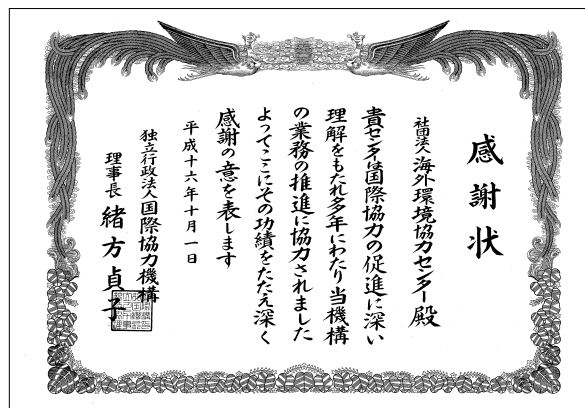 感謝状
社団法人海外環境協力センター殿
貴センターは国際協力の促進に深い
理解をもたれ多年にわたり当機構
の業務の推進に協力されました
よってここにその功績をたたえ深く
感謝の意を表します
平成十六年十月一日
独立行政法人国際協力機構
理事長 緒方貞子